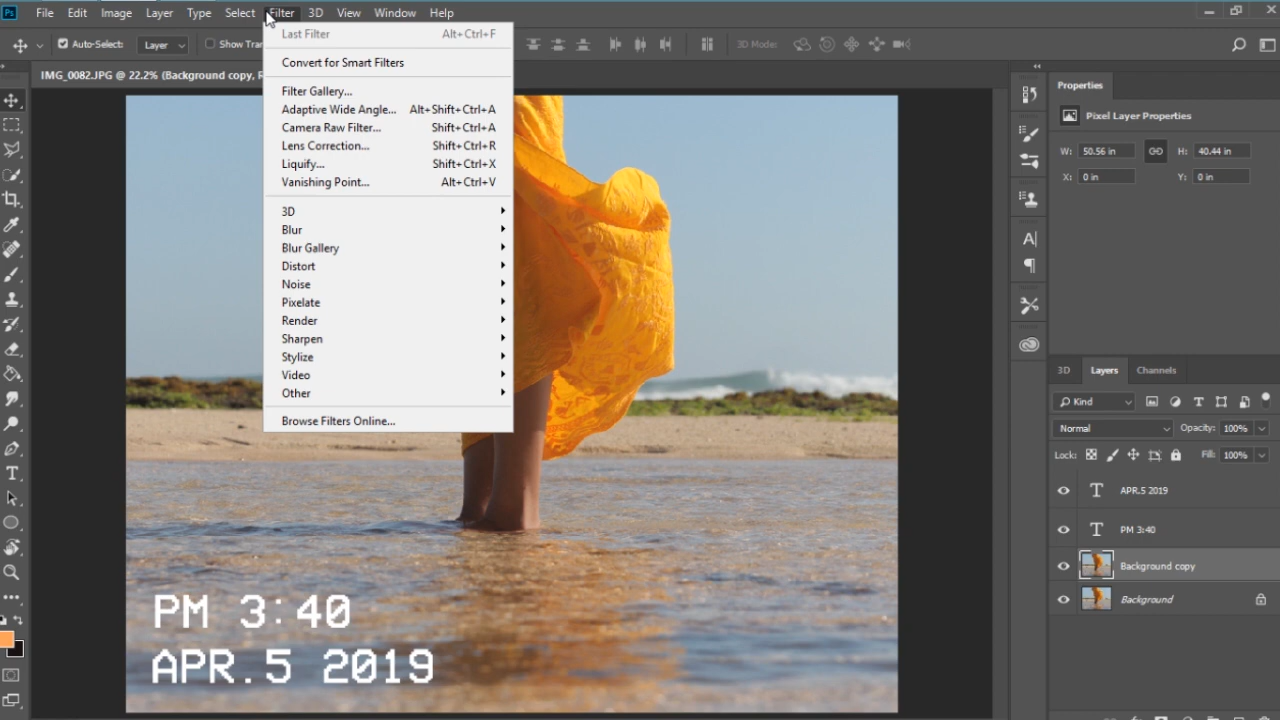 Ps File Edit Image Layer Type Select Filter 3D View Window Help
Auto-Select: Layer Show Tran 3D Mode:
IMG_0082.JPG @ 22.2% (Background copy, R
Last Filter Alt+Ctrl+F
Convert for Smart Filters
Filter Gallery...
Adaptive Wide Angle... Alt+Shift+Ctrl+A
Camera Raw Filter... Shift+Ctrl+A
Lens Correction... Shift+Ctrl+R
Liquify... Shift+Ctrl+X
Vanishing Point... Alt+Ctrl+V
3D
Blur
Blur Gallery
Distort
Noise
Pixelate
Render
Sharpen
Stylize
Video
Other
Browse Filters Online...
PM 3:40
APR.5 2019
Properties
Pixel Layer Properties
W: 50.56 in H: 40.44 in
X: 0 in Y: 0 in
3D Layers Channels
Kind
Normal Opacity: 100%
Lock: Fill: 100%
APR.5 2019
PM 3:40
Background copy
Background